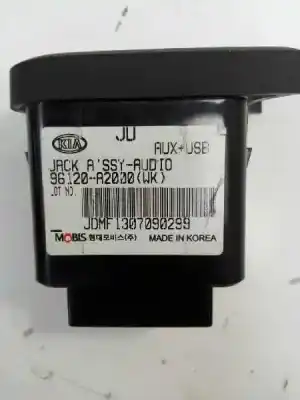 JD
KIA
AUX+USB
JACK A'SSY-AUDIO
96120-A2000(WK)
LOT NO.
JDMF1307090299
MOBIS 현대모비스(주) MADE IN KOREA